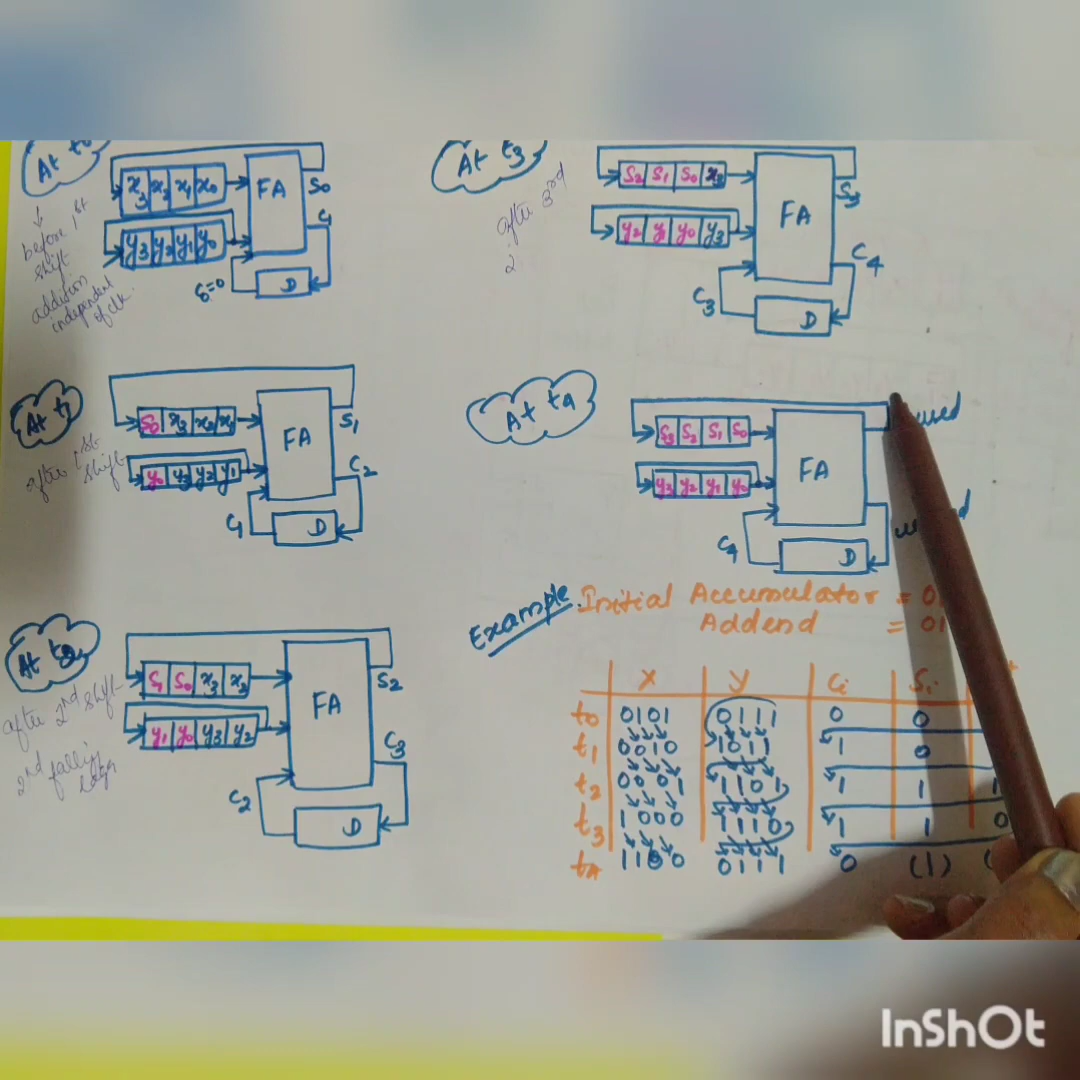 At t0
x3 x2 x1 x0
FA
S0
y3 y2 y1 y0
C1
D
before 1st
shift
addition
independent
of clk.
At t1
S0 x3 x2 x1
FA
S1
y0 y3 y2 y1
C2
C1
D
after 1st
shift
At t2
S1 S0 x3 x2
FA
S2
y1 y0 y3 y2
C3
C2
D
after 2nd shift
2nd falling
edge
At t3
S2 S1 S0 x3
FA
S3
y2 y1 y0 y3
C4
C3
D
after 3rd
At t4
S3 S2 S1 S0
FA
y3 y2 y1 y0
C4
D
Example. Initial Accumulator =
Addend =
X Y Ci Si
t0 0101 0111 0 0
t1 0010 1011 1 0
t2 0001 1101 1 1 1
t3 1000 1110 1 1 0
t4 1100 0111 0 (1)
InShOt